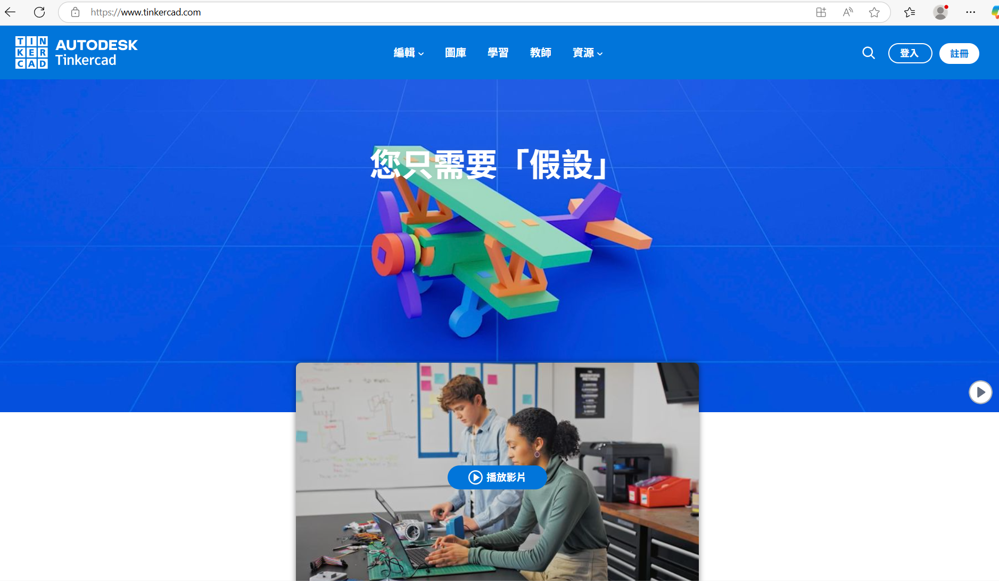 https://www.tinkercad.com
TIN
KER
CAD
AUTODESK
Tinkercad
編輯
圖庫
學習
教師
資源
登入
註冊
您只需要「假設」
播放影片